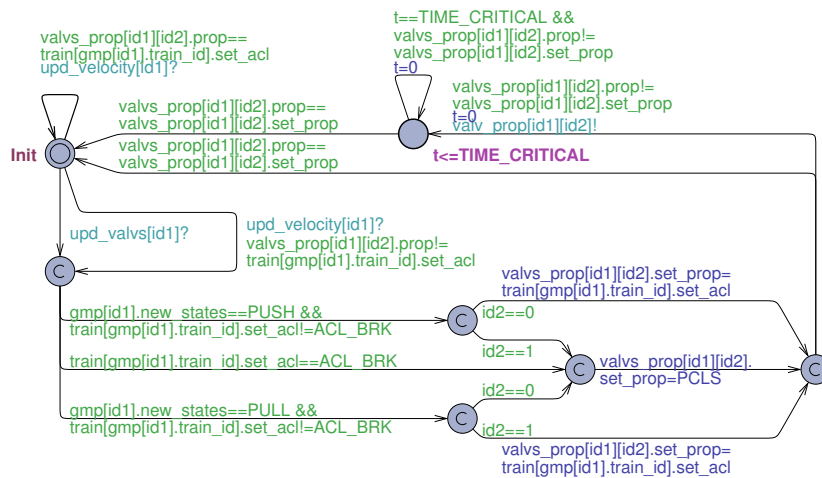 valvs_prop[id1][id2].prop==
train[gmp[id1].train_id].set_acl
upd_velocity[id1]?
t==TIME_CRITICAL &&
valvs_prop[id1][id2].prop!=
valvs_prop[id1][id2].set_prop
t=0
valvs_prop[id1][id2].prop!=
valvs_prop[id1][id2].set_prop
t=0
valv_prop[id1][id2]!
valvs_prop[id1][id2].prop==
valvs_prop[id1][id2].set_prop
valvs_prop[id1][id2].prop==
valvs_prop[id1][id2].set_prop
Init
t<=TIME_CRITICAL
upd_valvs[id1]?
upd_velocity[id1]?
valvs_prop[id1][id2].prop!=
train[gmp[id1].train_id].set_acl
C
valvs_prop[id1][id2].set_prop=
train[gmp[id1].train_id].set_acl
gmp[id1].new_states==PUSH &&
train[gmp[id1].train_id].set_acl!=ACL_BRK
C
id2==0
id2==1
train[gmp[id1].train_id].set_acl==ACL_BRK
C
valvs_prop[id1][id2].
set_prop=PCLS
C
id2==0
gmp[id1].new_states==PULL &&
train[gmp[id1].train_id].set_acl!=ACL_BRK
C
id2==1
valvs_prop[id1][id2].set_prop=
train[gmp[id1].train_id].set_acl